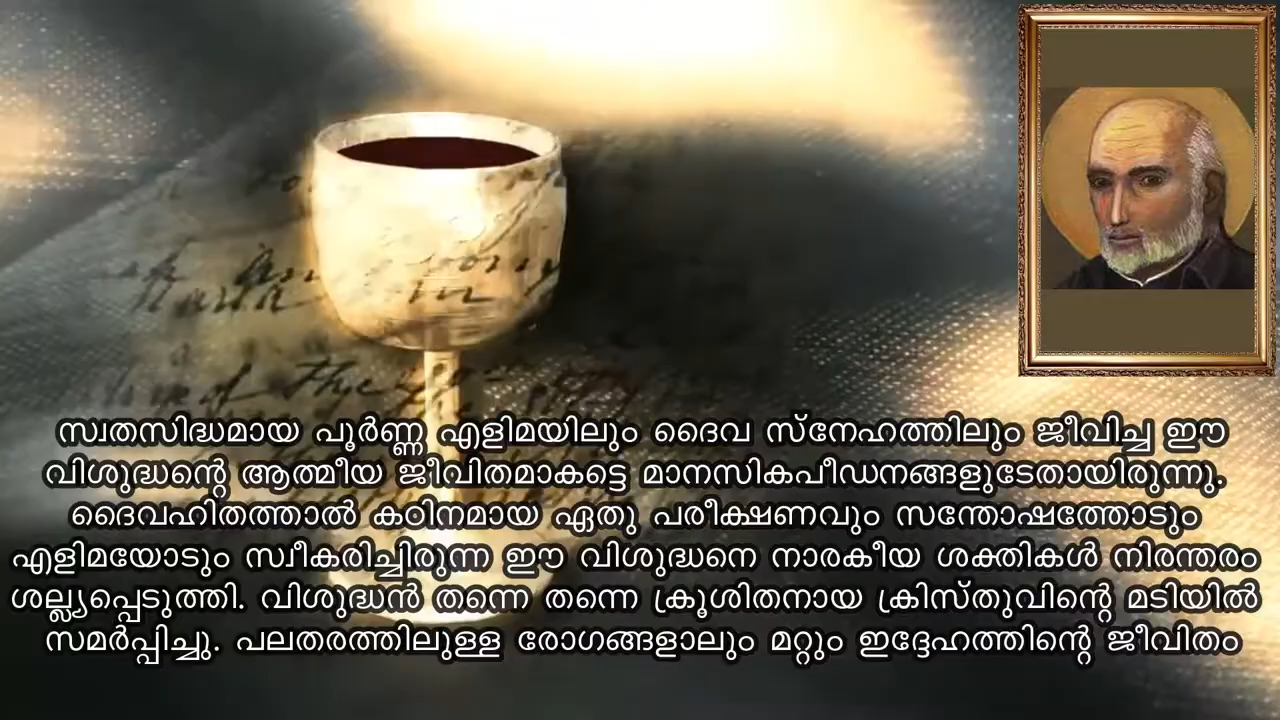 സ്വതസിദ്ധമായ പൂർണ്ണ എളിമയിലും ദൈവ സ്നേഹത്തിലും ജീവിച്ച ഈ
വിശുദ്ധന്റെ ആത്മീയ ജീവിതമാകട്ടെ മാനസികപീഡനങ്ങളുടേതായിരുന്നു.
ദൈവഹിതത്താൽ കഠിനമായ ഏതു പരീക്ഷണവും സന്തോഷത്തോടും
എളിമയോടും സ്വീകരിച്ചിരുന്ന ഈ വിശുദ്ധനെ നാരകീയ ശക്തികൾ നിരന്തരം
ശല്ല്യപ്പെടുത്തി. വിശുദ്ധൻ തന്നെ തന്നെ ക്രൂശിതനായ ക്രിസ്തുവിന്റെ മടിയിൽ
സമർപ്പിച്ചു. പലതരത്തിലുള്ള രോഗങ്ങളാലും മറ്റും ഇദ്ദേഹത്തിന്റെ ജീവിതം